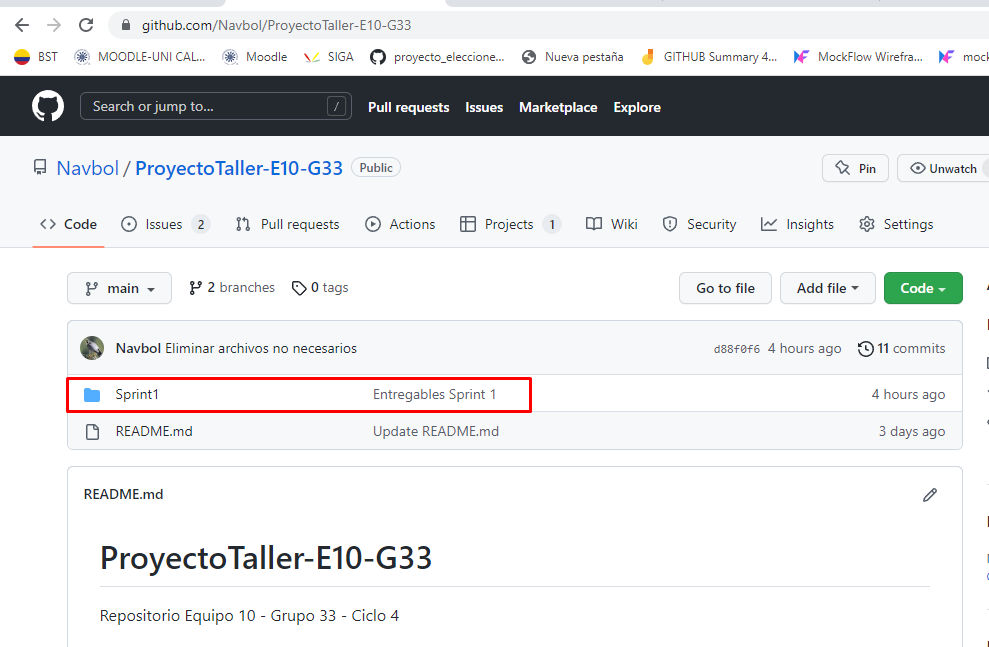 github.com/Navbol/ProyectoTaller-E10-G33
BST MOODLE-UNI CAL... Moodle SIGA proyecto_eleccione... Nueva pestaña GITHUB Summary 4... MockFlow Wirefra... mock
Search or jump to... / Pull requests Issues Marketplace Explore
Navbol / ProyectoTaller-E10-G33 Public Pin Unwatch
Code Issues 2 Pull requests Actions Projects 1 Wiki Security Insights Settings
main 2 branches 0 tags Go to file Add file Code
Navbol Eliminar archivos no necesarios d88f0f6 4 hours ago 11 commits
Sprint1 Entregables Sprint 1 4 hours ago
README.md Update README.md 3 days ago
README.md
ProyectoTaller-E10-G33
Repositorio Equipo 10 - Grupo 33 - Ciclo 4